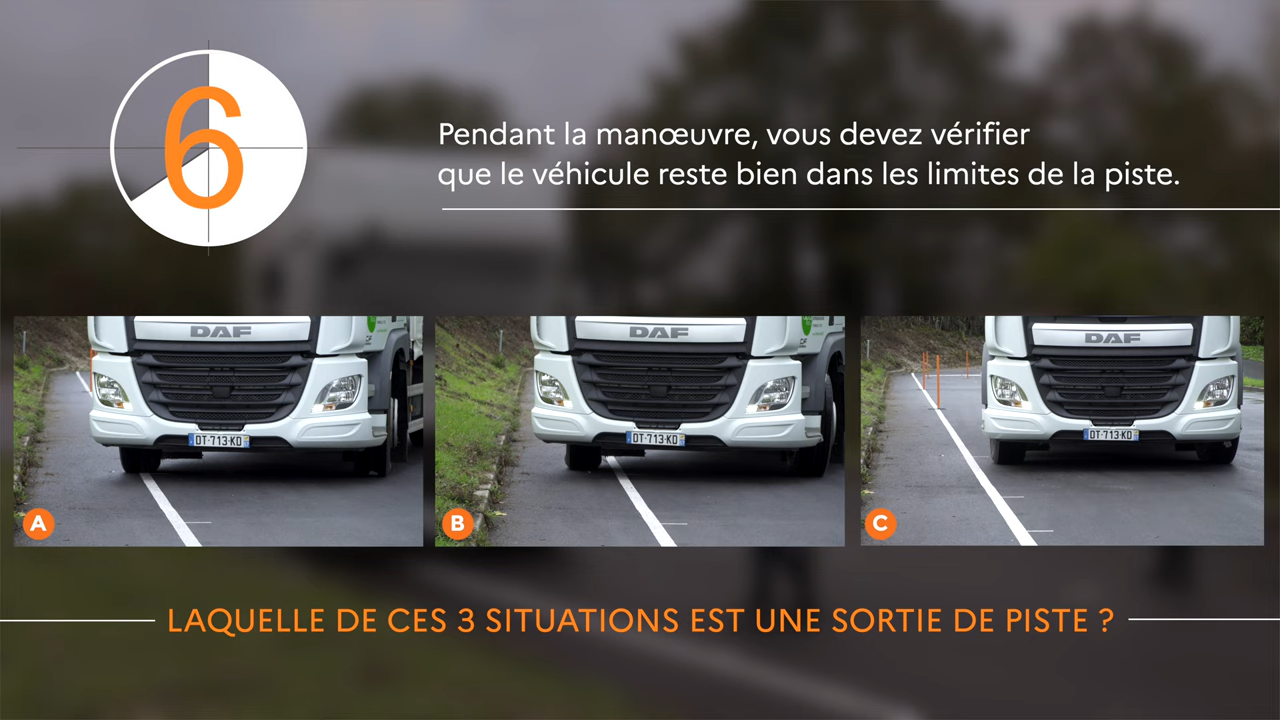 6
Pendant la manœuvre, vous devez vérifier
que le véhicule reste bien dans les limites de la piste.
DAF
DT-713-KD
A
DAF
DT-713-KD
B
DAF
DT-713-KD
C
LAQUELLE DE CES 3 SITUATIONS EST UNE SORTIE DE PISTE ?